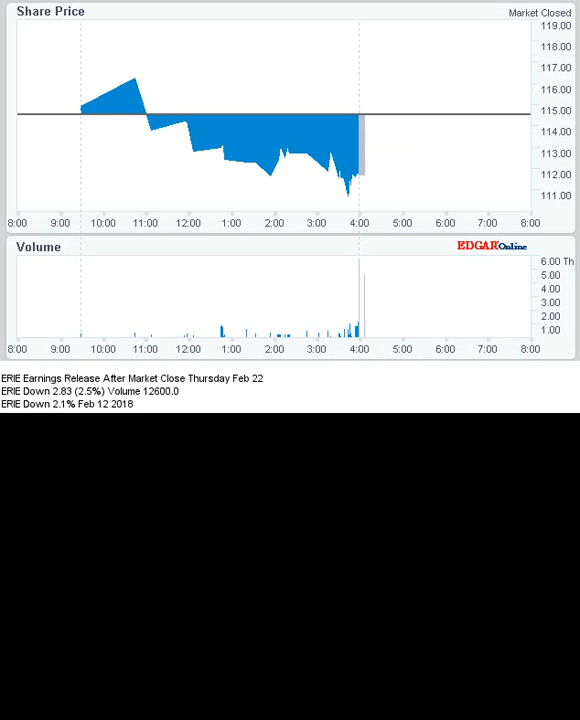 Share Price
Market Closed
119.00
118.00
117.00
116.00
115.00
114.00
113.00
112.00
111.00
8:00 9:00 10:00 11:00 12:00 1:00 2:00 3:00 4:00 5:00 6:00 7:00 8:00
Volume
EDGAR Online
6.00 Th
5.00
4.00
3.00
2.00
1.00
8:00 9:00 10:00 11:00 12:00 1:00 2:00 3:00 4:00 5:00 6:00 7:00 8:00
ERIE Earnings Release After Market Close Thursday Feb 22
ERIE Down 2.83 (2.5%) Volume 12600.0
ERIE Down 2.1% Feb 12 2018